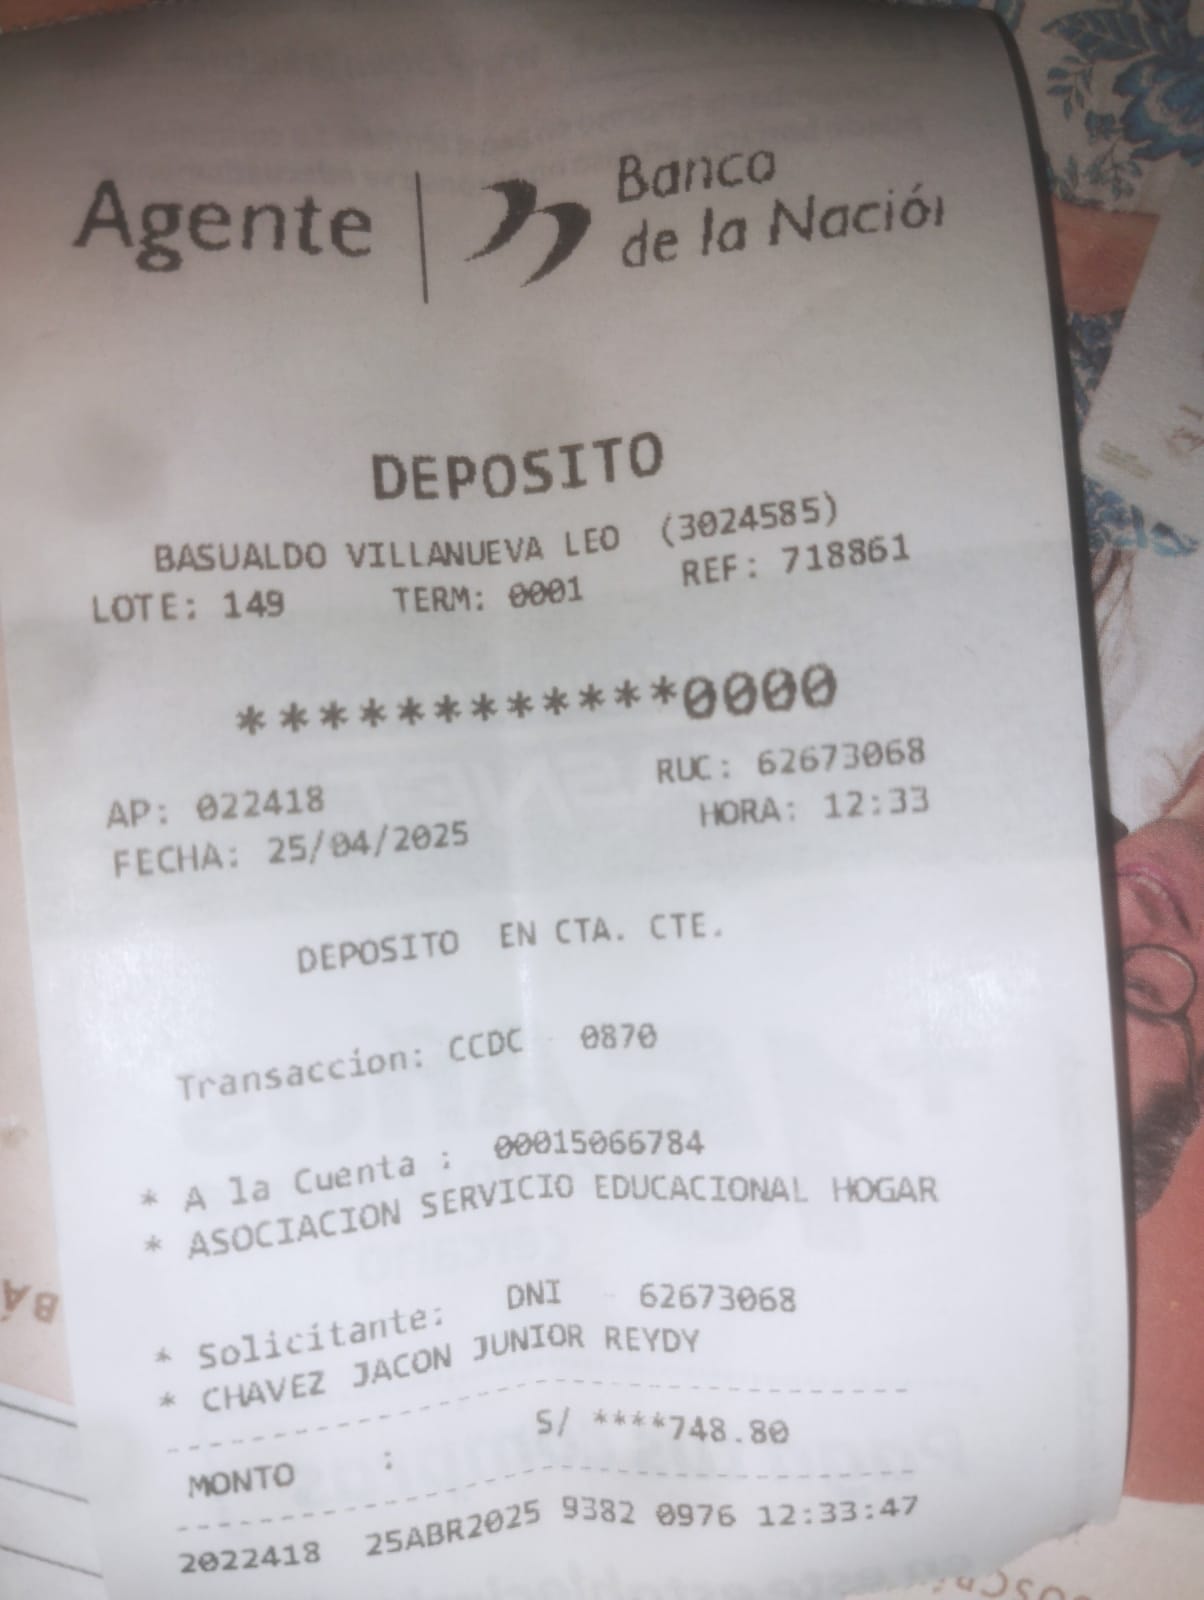 Agente | Banco
de la Nació
DEPOSITO
BASUALDO VILLANUEVA LEO (3024585)
LOTE: 149 TERM: 0001 REF: 718861
************0000
AP: 022418 RUC: 62673068
FECHA: 25/04/2025 HORA: 12:33
DEPOSITO EN CTA. CTE.
Transaccion: CCDC 0870
* A la Cuenta : 00015066784
* ASOCIACION SERVICIO EDUCACIONAL HOGAR
* Solicitante: DNI 62673068
* CHAVEZ JACON JUNIOR REYDY
MONTO : S/ ****748.80
2022418 25ABR2025 9382 0976 12:33:47